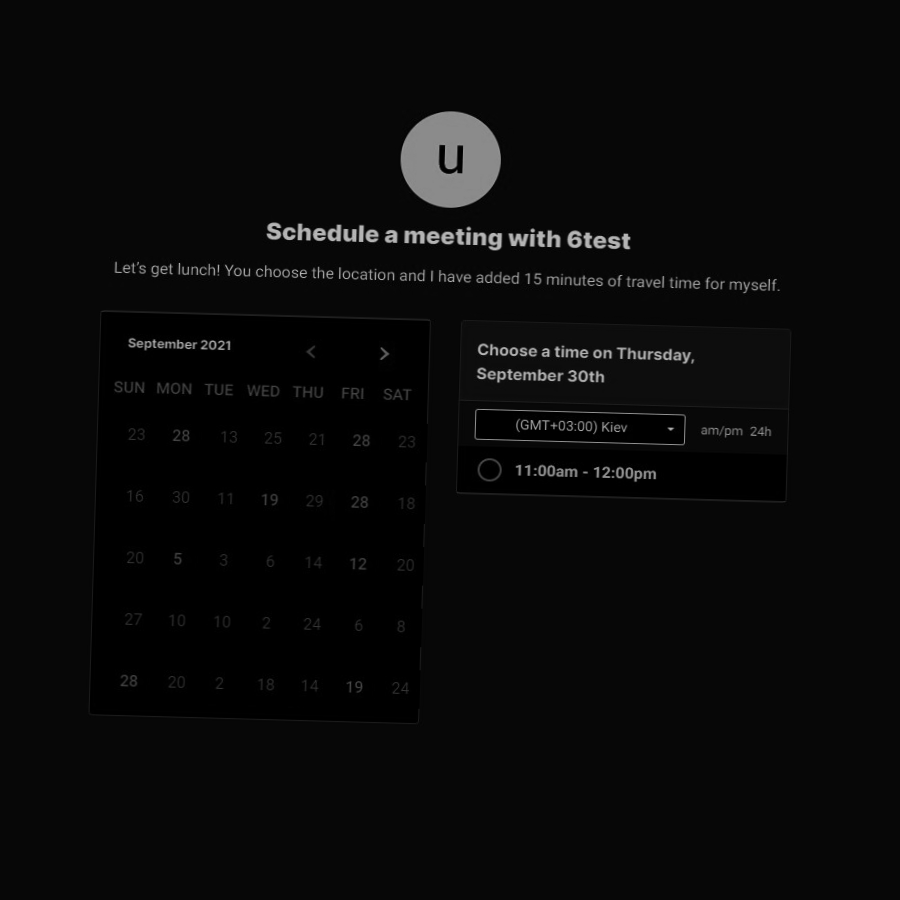 u
Schedule a meeting with 6test
Let's get lunch! You choose the location and I have added 15 minutes of travel time for myself.
September 2021
SUN MON TUE WED THU FRI SAT
23 28 13 25 21 28 23
16 30 11 19 29 28 18
20 5 3 6 14 12 20
27 10 10 2 24 6 8
28 20 2 18 14 19 24
Choose a time on Thursday,
September 30th
(GMT+03:00) Kiev
am/pm 24h
11:00am - 12:00pm